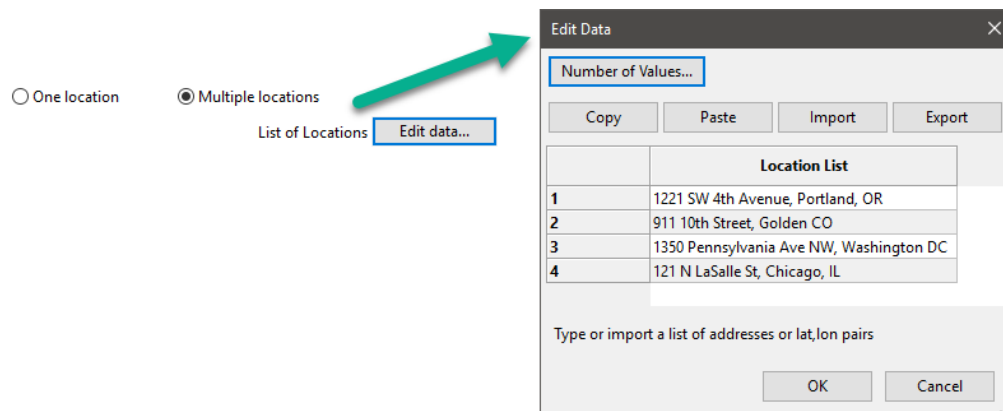 One location
Multiple locations
List of Locations
Edit data...
Edit Data
Number of Values...
Copy
Paste
Import
Export
Location List
1 1221 SW 4th Avenue, Portland, OR
2 911 10th Street, Golden CO
3 1350 Pennsylvania Ave NW, Washington DC
4 121 N LaSalle St, Chicago, IL
Type or import a list of addresses or lat,lon pairs
OK
Cancel